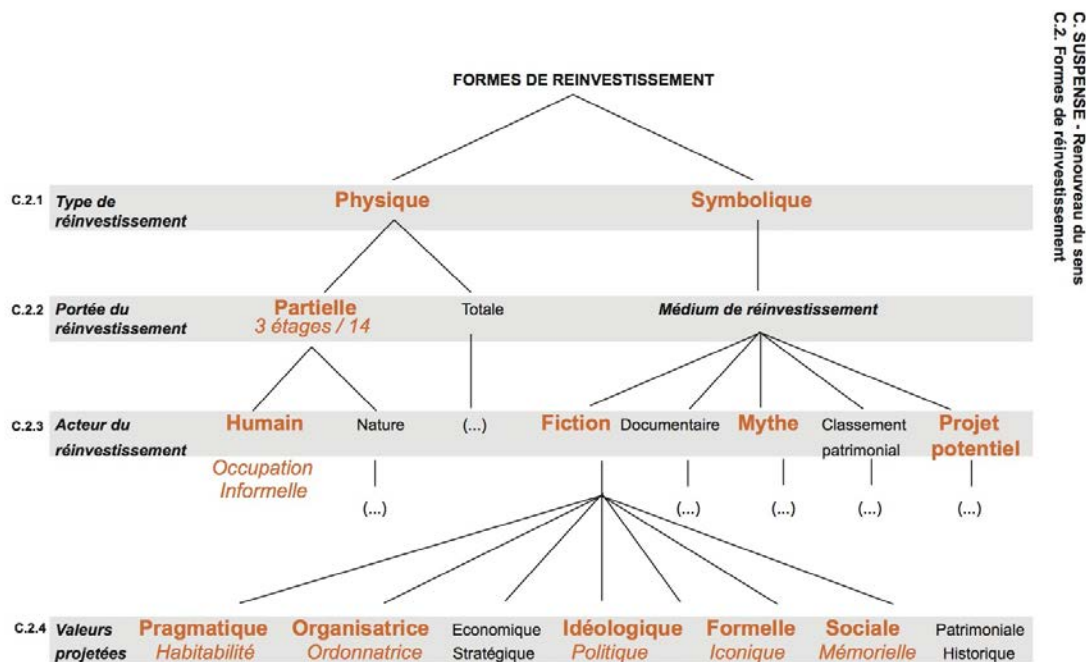 C. SUSPENSE - Renouveau du sens
C.2. Formes de réinvestissement
FORMES DE REINVESTISSEMENT
C.2.1 Type de réinvestissement Physique Symbolique
C.2.2 Portée du réinvestissement Partielle Totale Médium de réinvestissement
3 étages / 14
C.2.3 Acteur du réinvestissement Humain Nature (...) Fiction Documentaire Mythe Classement patrimonial Projet potentiel
Occupation
Informelle
(...) (...) (...) (...) (...)
C.2.4 Valeurs Pragmatique Organisatrice Economique Idéologique Formelle Sociale Patrimoniale
projetées Habitabilité Ordonnatrice Stratégique Politique Iconique Mémorielle Historique